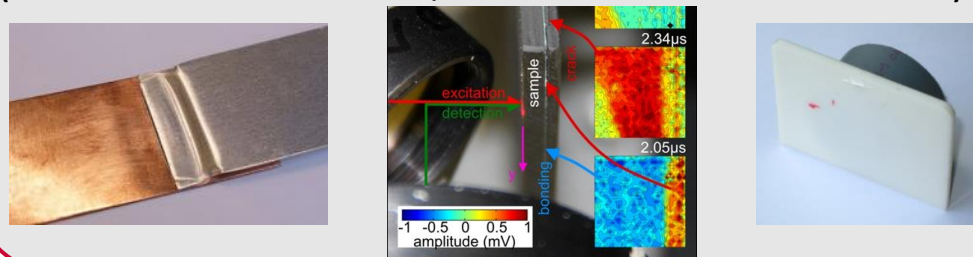 2.34µs
crack
sample
excitation
detection
2.05µs
y
bonding
-1 -0.5 0 0.5 1
amplitude (mV)